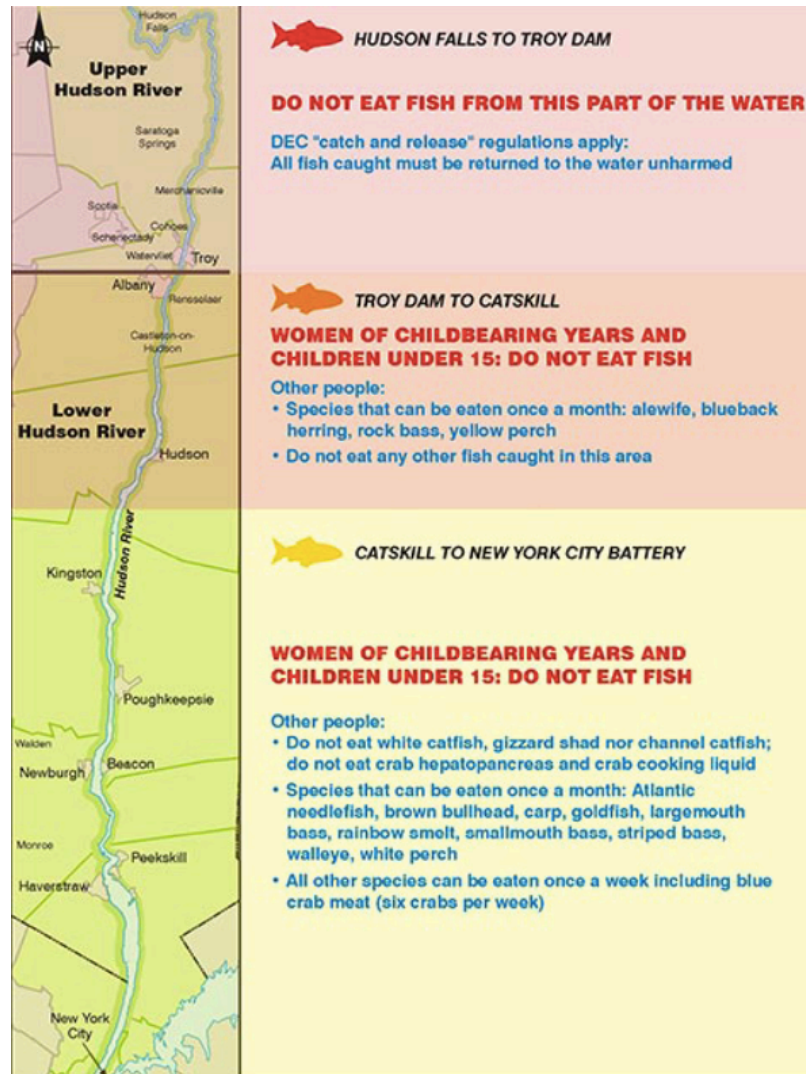 Hudson
Falls
N
Upper
Hudson River
Saratoga
Springs
Merchanicville
Scotia
Cohoes
Schenectady
Watervliet
Troy
Albany
Rensselaer
Castleton-on-
Hudson
Lower
Hudson River
Hudson
Hudson River
Kingston
Poughkeepsie
Walden
Newburgh
Beacon
Monroe
Peekskill
Haverstraw
New York
City
HUDSON FALLS TO TROY DAM
DO NOT EAT FISH FROM THIS PART OF THE WATER
DEC "catch and release" regulations apply:
All fish caught must be returned to the water unharmed
TROY DAM TO CATSKILL
WOMEN OF CHILDBEARING YEARS AND
CHILDREN UNDER 15: DO NOT EAT FISH
Other people:
• Species that can be eaten once a month: alewife, blueback
herring, rock bass, yellow perch
• Do not eat any other fish caught in this area
CATSKILL TO NEW YORK CITY BATTERY
WOMEN OF CHILDBEARING YEARS AND
CHILDREN UNDER 15: DO NOT EAT FISH
Other people:
• Do not eat white catfish, gizzard shad nor channel catfish;
do not eat crab hepatopancreas and crab cooking liquid
• Species that can be eaten once a month: Atlantic
needlefish, brown bullhead, carp, goldfish, largemouth
bass, rainbow smelt, smallmouth bass, striped bass,
walleye, white perch
• All other species can be eaten once a week including blue
crab meat (six crabs per week)